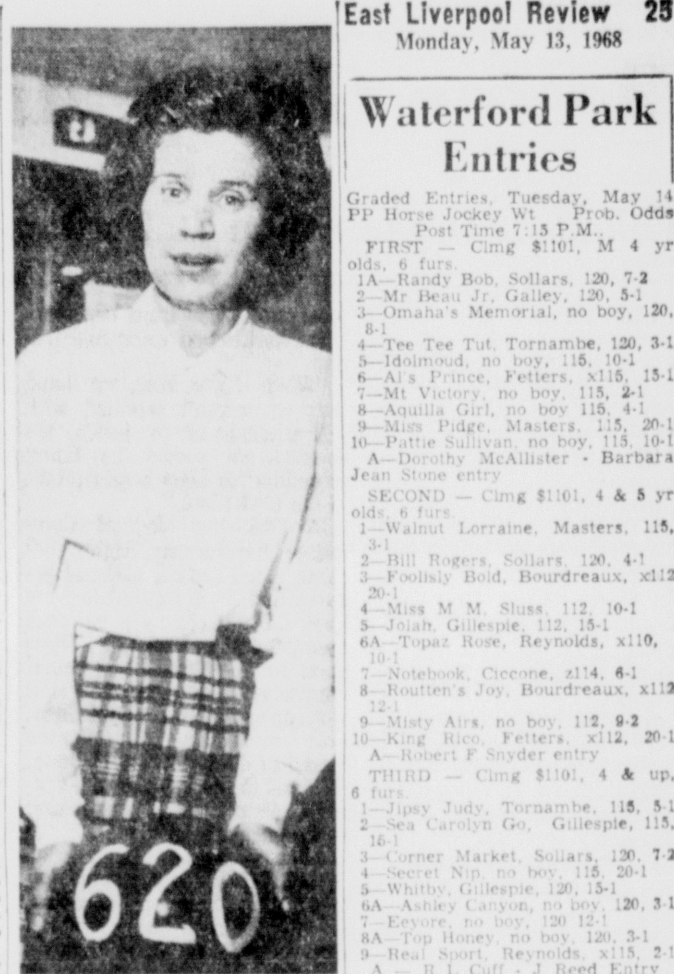 East Liverpool Review 25
Monday, May 13, 1968
Waterford Park
Entries
Graded Entries, Tuesday, May 14
PP Horse Jockey Wt Prob. Odds
Post Time 7:15 P.M..
FIRST — Clmg $1101, M 4 yr
olds, 6 furs.
1A—Randy Bob, Sollars, 120, 7-2
2—Mr Beau Jr, Galley, 120, 5-1
3—Omaha's Memorial, no boy, 120,
8-1
4—Tee Tee Tut, Tornambe, 120, 3-1
5—Idolmoud, no boy, 115, 10-1
6—Al's Prince, Fetters, x115, 15-1
7—Mt Victory, no boy, 115, 2-1
8—Aquilla Girl, no boy 115, 4-1
9—Miss Pidge, Masters, 115, 20-1
10—Pattie Sullivan, no boy, 115, 10-1
A—Dorothy McAllister - Barbara
Jean Stone entry
SECOND — Clmg $1101, 4 & 5 yr
olds, 6 furs.
1—Walnut Lorraine, Masters, 115,
3-1
2—Bill Rogers, Sollars, 120, 4-1
3—Foolisly Bold, Bourdreaux, x112
20-1
4—Miss M M, Sluss, 112, 10-1
5—Jolah, Gillespie, 112, 15-1
6A—Topaz Rose, Reynolds, x110,
10-1
7—Notebook, Ciccone, z114, 6-1
8—Routten's Joy, Bourdreaux, x112
12-1
9—Misty Airs, no boy, 112, 9-2
10—King Rico, Fetters, x112, 20-1
A—Robert F Snyder entry
THIRD — Clmg $1101, 4 & up,
6 furs.
1—Jipsy Judy, Tornambe, 115, 5-1
2—Sea Carolyn Go, Gillespie, 115,
15-1
3—Corner Market, Sollars, 120, 7-2
4—Secret Nip, no boy, 115, 20-1
5—Whitby, Gillespie, 120, 15-1
6A—Ashley Canyon, no boy, 120, 3-1
7—Eeyore, no boy, 120 12-1
8A—Top Honey, no boy, 120, 3-1
9—Real Sport, Reynolds, x115, 2-1
A — R L Cuff - J Reed Entry
620